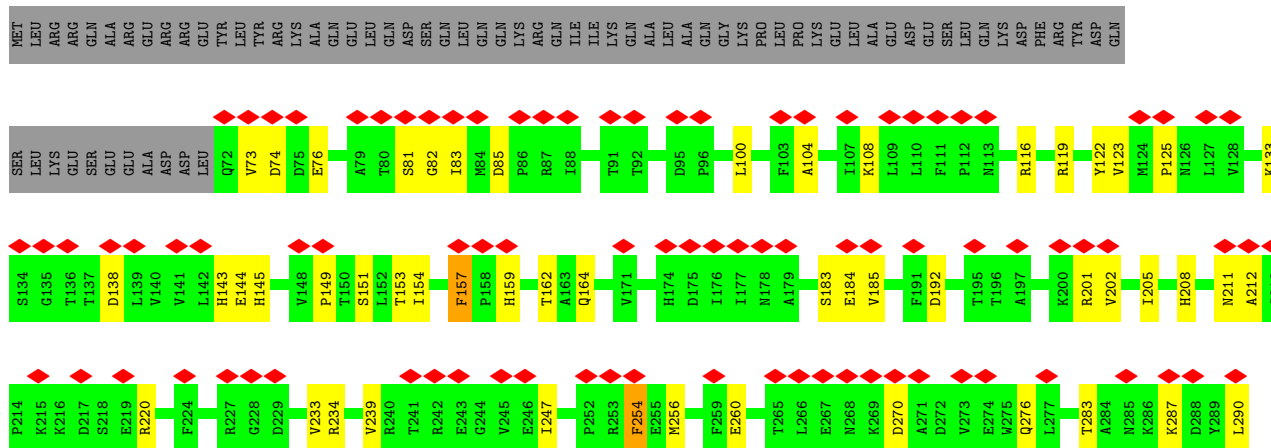 MET LEU ARG ARG GLN ALA ARG GLU ARG ARG GLU TYR LEU TYR ARG LYS ALA GLN GLU LEU GLN ASP SER GLN LEU GLN GLN LYS ARG GLN ILE ILE LYS GLN ALA LEU ALA GLN GLY LYS PRO LEU PRO LYS GLU LEU ALA GLU ASP GLU SER LEU GLN LYS ASP PHE ARG TYR ASP GLN
SER LEU LYS GLU SER GLU GLU ALA ASP ASP LEU Q72 V73 D74 D75 E76 A79 T80 S81 G82 I83 M84 D85 P86 R87 I88 T91 T92 D95 P96 L100 F103 A104 I107 K108 L109 L110 F111 P112 N113 R116 R119 Y122 V123 M124 P125 N126 L127 V128 K133
S134 G135 T136 T137 D138 L139 V140 V141 L142 H143 E144 H145 V148 P149 T150 S151 L152 T153 I154 F157 P158 H159 T162 A163 Q164 V171 H174 D175 I176 I177 N178 A179 S183 E184 V185 F191 D192 T195 T196 A197 K200 R201 V202 I205 H208 N211 A212
P214 K215 K216 D217 S218 E219 R220 F224 R227 G228 D229 V233 R234 V239 R240 T241 R242 E243 G244 V245 E246 I247 P252 R253 F254 E255 M256 F259 E260 T265 L266 E267 N268 K269 D270 A271 D272 V273 E274 W275 Q276 L277 T283 A284 N285 K286 K287 D288 Y289 L290